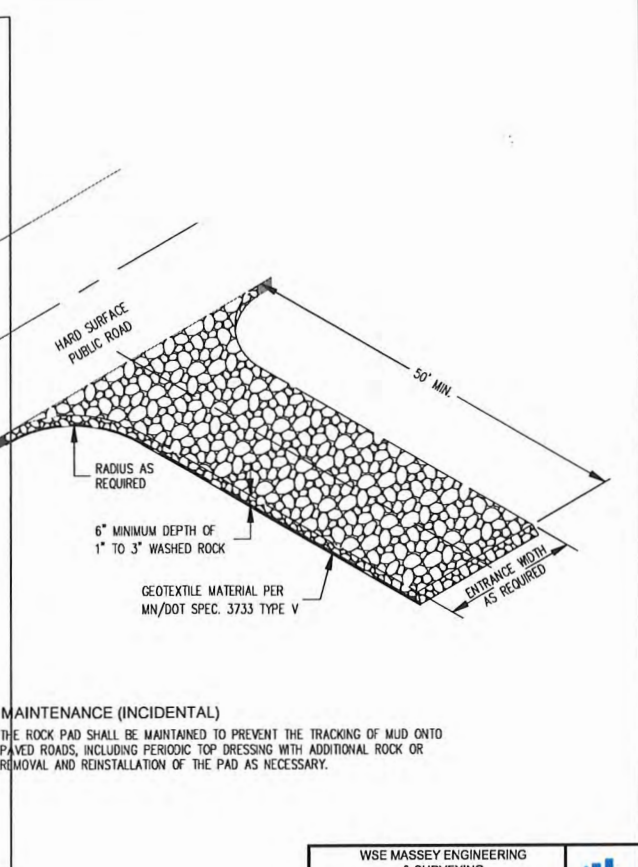 HARD SURFACE
PUBLIC ROAD
50' MIN.
RADIUS AS
REQUIRED
6" MINIMUM DEPTH OF
1" TO 3" WASHED ROCK
GEOTEXTILE MATERIAL PER
MN/DOT SPEC. 3733 TYPE V
ENTRANCE WIDTH
AS REQUIRED
MAINTENANCE (INCIDENTAL)
THE ROCK PAD SHALL BE MAINTAINED TO PREVENT THE TRACKING OF MUD ONTO
PAVED ROADS, INCLUDING PERIODIC TOP DRESSING WITH ADDITIONAL ROCK OR
REMOVAL AND REINSTALLATION OF THE PAD AS NECESSARY.
WSE MASSEY ENGINEERING
& SURVEYING